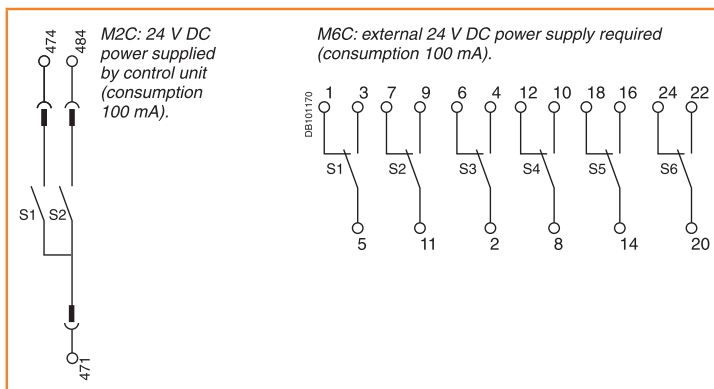 M2C: 24 V DC
power supplied
by control unit
(consumption
100 mA).
474
484
S1
S2
471
M6C: external 24 V DC power supply required
(consumption 100 mA).
DB101170
1 3 7 9 6 4 12 10 18 16 24 22
S1 S2 S3 S4 S5 S6
5 11 2 8 14 20